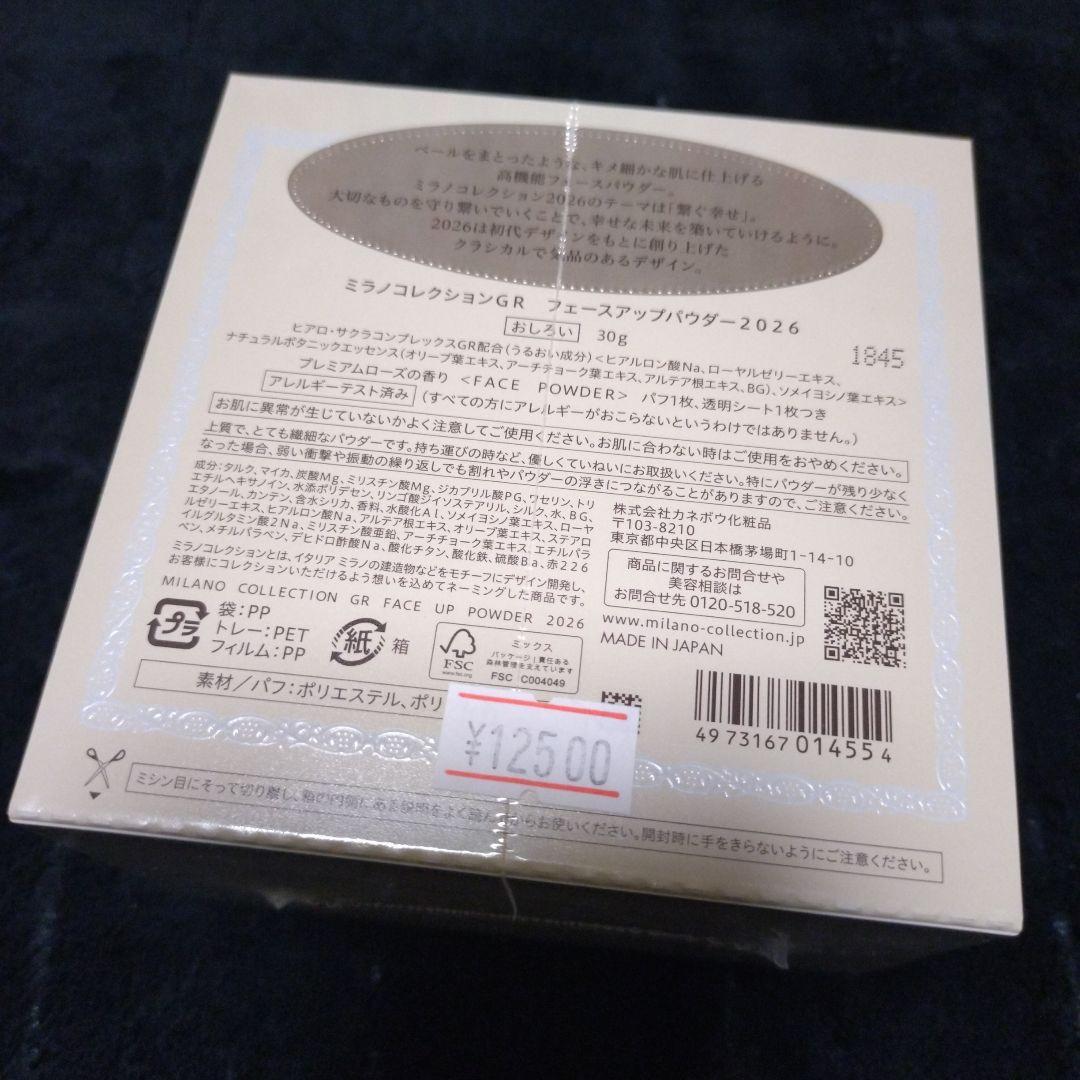 ベールをまとったような、キメ細かな肌に仕上げる
高機能フェースパウダー。
ミラノコレクション2026のテーマは「繋ぐ幸せ」。
大切なものを守り繋いでいくことで、幸せな未来を築いていけるように。
2026は初代デザインをもとに創り上げた
クラシカルで気品のあるデザイン。
ミラノコレクションGR フェースアップパウダー2026
おしろい 30g
1845
ヒアロ・サクラコンプレックスGR配合(うるおい成分)<ヒアルロン酸Na、ローヤルゼリーエキス、
ナチュラルボタニックエッセンス(オリーブ葉エキス、アーチチョーク葉エキス、アルテア根エキス、BG)、ソメイヨシノ葉エキス>
プレミアムローズの香り <FACE POWDER> パフ1枚、透明シート1枚つき
アレルギーテスト済み (すべての方にアレルギーがおこらないというわけではありません。)
お肌に異常が生じていないかよく注意してご使用ください。お肌に合わない時はご使用をおやめください。
上質で、とても繊細なパウダーです。持ち運びの時など、優しくていねいにお取扱いください。特にパウダーが残り少なく
なった場合、弱い衝撃や振動の繰り返しでも割れやパウダーの浮きにつながることがありますので、ご注意ください。
成分:タルク、マイカ、炭酸Mg、ミリスチン酸Mg、ジカプリル酸PG、ワセリン、トリ
エチルヘキサノイン、水添ポリデセン、リンゴ酸ジイソステアリル、シルク、水、BG、
エタノール、カンテン、含水シリカ、香料、水酸化Al、ソメイヨシノ葉エキス、ローヤ
ルゼリーエキス、ヒアルロン酸Na、アルテア根エキス、オリーブ葉エキス、ステアロ
イルグルタミン酸2Na、ミリスチン酸亜鉛、アーチチョーク葉エキス、エチルパラ
ベン、メチルパラベン、デヒドロ酢酸Na、酸化チタン、酸化鉄、硫酸Ba、赤226
ミラノコレクションとは、イタリア ミラノの建造物などをモチーフにデザイン開発し、
お客様にコレクションいただけるよう想いを込めてネーミングした商品です。
MILANO COLLECTION GR FACE UP POWDER 2026
株式会社カネボウ化粧品
〒103-8210
東京都中央区日本橋茅場町1-14-10
商品に関するお問合せや
美容相談は
お問合せ先 0120-518-520
www.milano-collection.jp
MADE IN JAPAN
プラ
袋:PP
トレー:PET
フィルム:PP
紙 箱
FSC
www.fsc.org
ミックス
パッケージ|責任ある
森林管理を支えています
FSC C004049
素材/パフ:ポリエステル、ポリ
¥12500
4973167014554
ミシン目にそって切り離し、箱の内側にある説明をよく読んでからお使いください。開封時に手をきらないようにご注意ください。